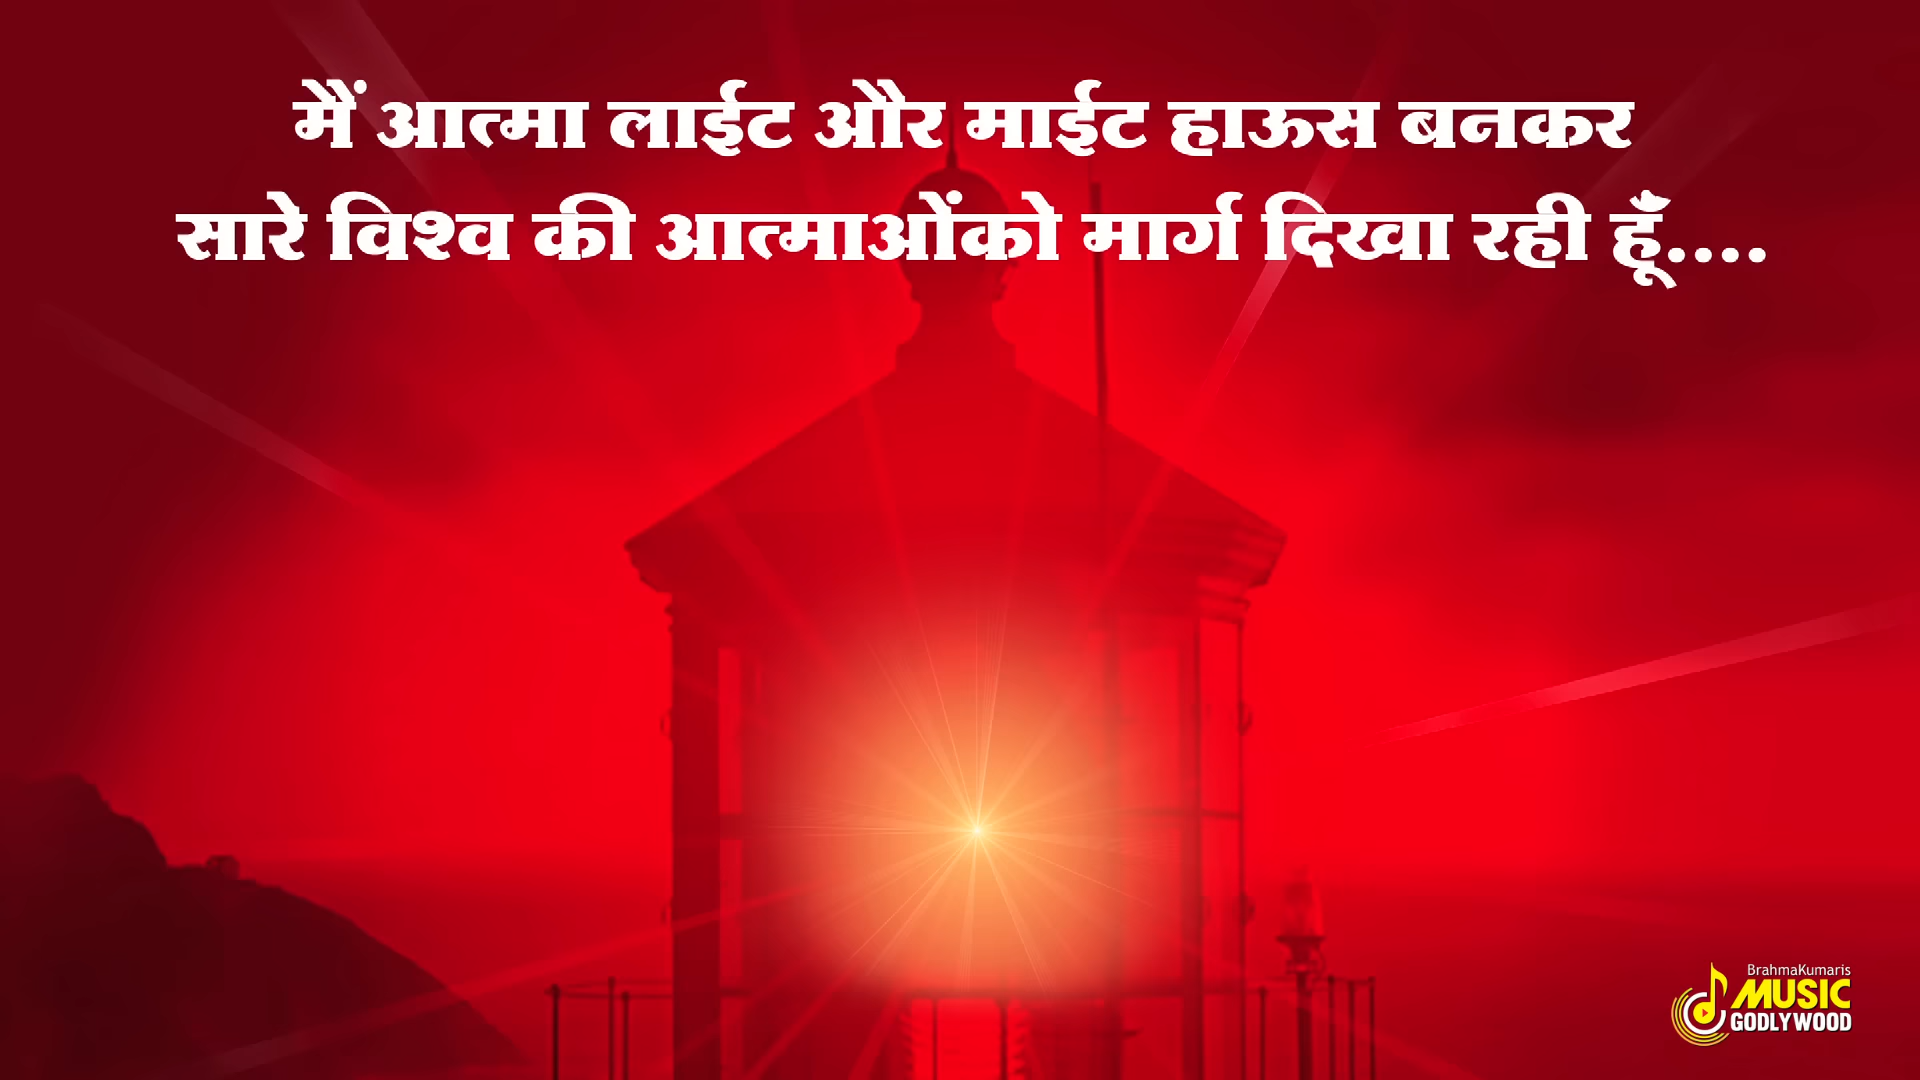 मैं आत्मा लाईट और माईट हाऊस बनकर
सारे विश्व की आत्माओंको मार्ग दिखा रही हूँ....
BrahmaKumaris
MUSIC
GODLYWOOD